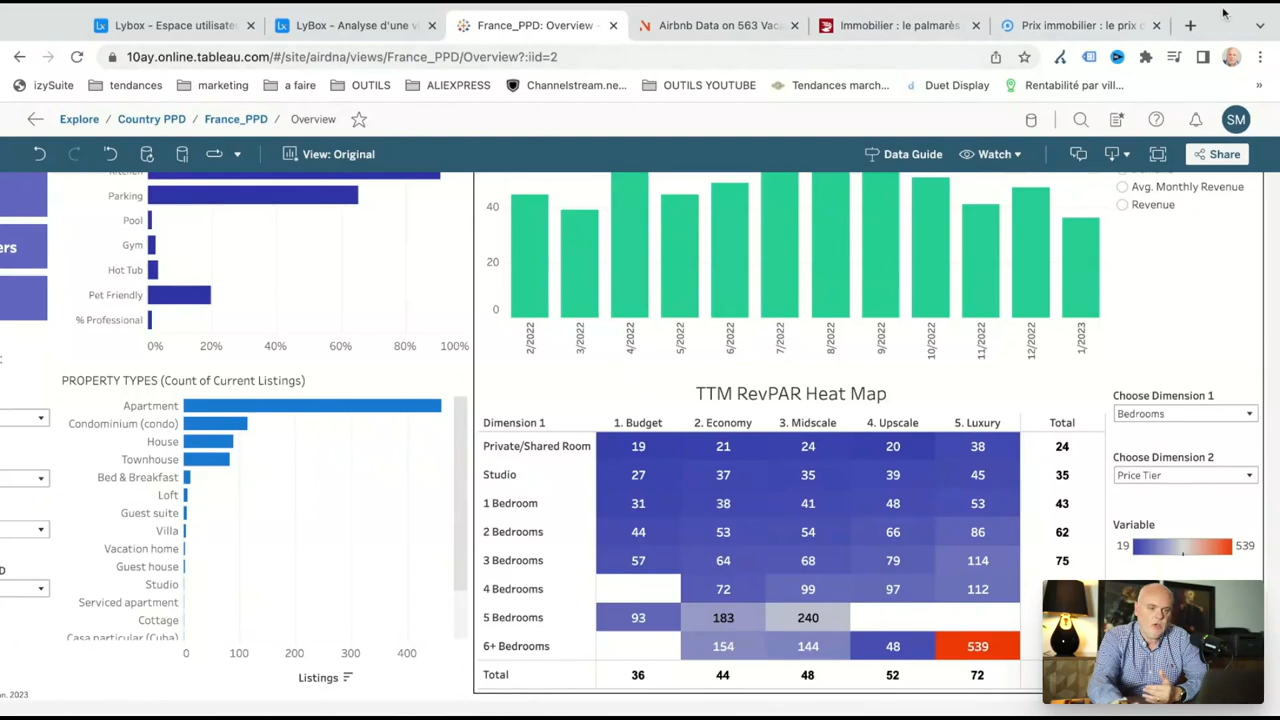 Lybox - Espace utilisate
LyBox - Analyse d'une vi
France_PPD: Overview -
Airbnb Data on 563 Vaca
Immobilier : le palmarès
Prix immobilier : le prix d
10ay.online.tableau.com/#/site/airdna/views/France_PPD/Overview?:iid=2
izySuite
tendances
marketing
a faire
OUTILS
ALIEXPRESS
Channelstream.ne...
OUTILS YOUTUBE
Tendances march...
Duet Display
Rentabilité par vill...
»
Explore / Country PPD / France_PPD / Overview
SM
View: Original
Data Guide
Watch
Share
ers
Kitchen
Parking
Pool
Gym
Hot Tub
Pet Friendly
% Professional
0% 20% 40% 60% 80% 100%
40
20
0
2/2022 3/2022 4/2022 5/2022 6/2022 7/2022 8/2022 9/2022 10/2022 11/2022 12/2022 1/2023
Avg. Monthly Revenue
Revenue
PROPERTY TYPES (Count of Current Listings)
Apartment
Condominium (condo)
House
Townhouse
Bed & Breakfast
Loft
Guest suite
Villa
Vacation home
Guest house
Studio
Serviced apartment
Cottage
Casa particular (Cuba)
0 100 200 300 400
Listings
n. 2023
TTM RevPAR Heat Map
Dimension 1 1. Budget 2. Economy 3. Midscale 4. Upscale 5. Luxury Total
Private/Shared Room 19 21 24 20 38 24
Studio 27 37 35 39 45 35
1 Bedroom 31 38 41 48 53 43
2 Bedrooms 44 53 54 66 86 62
3 Bedrooms 57 64 68 79 114 75
4 Bedrooms 72 99 97 112
5 Bedrooms 93 183 240
6+ Bedrooms 154 144 48 539
Total 36 44 48 52 72
Choose Dimension 1
Bedrooms
Choose Dimension 2
Price Tier
Variable
19 539